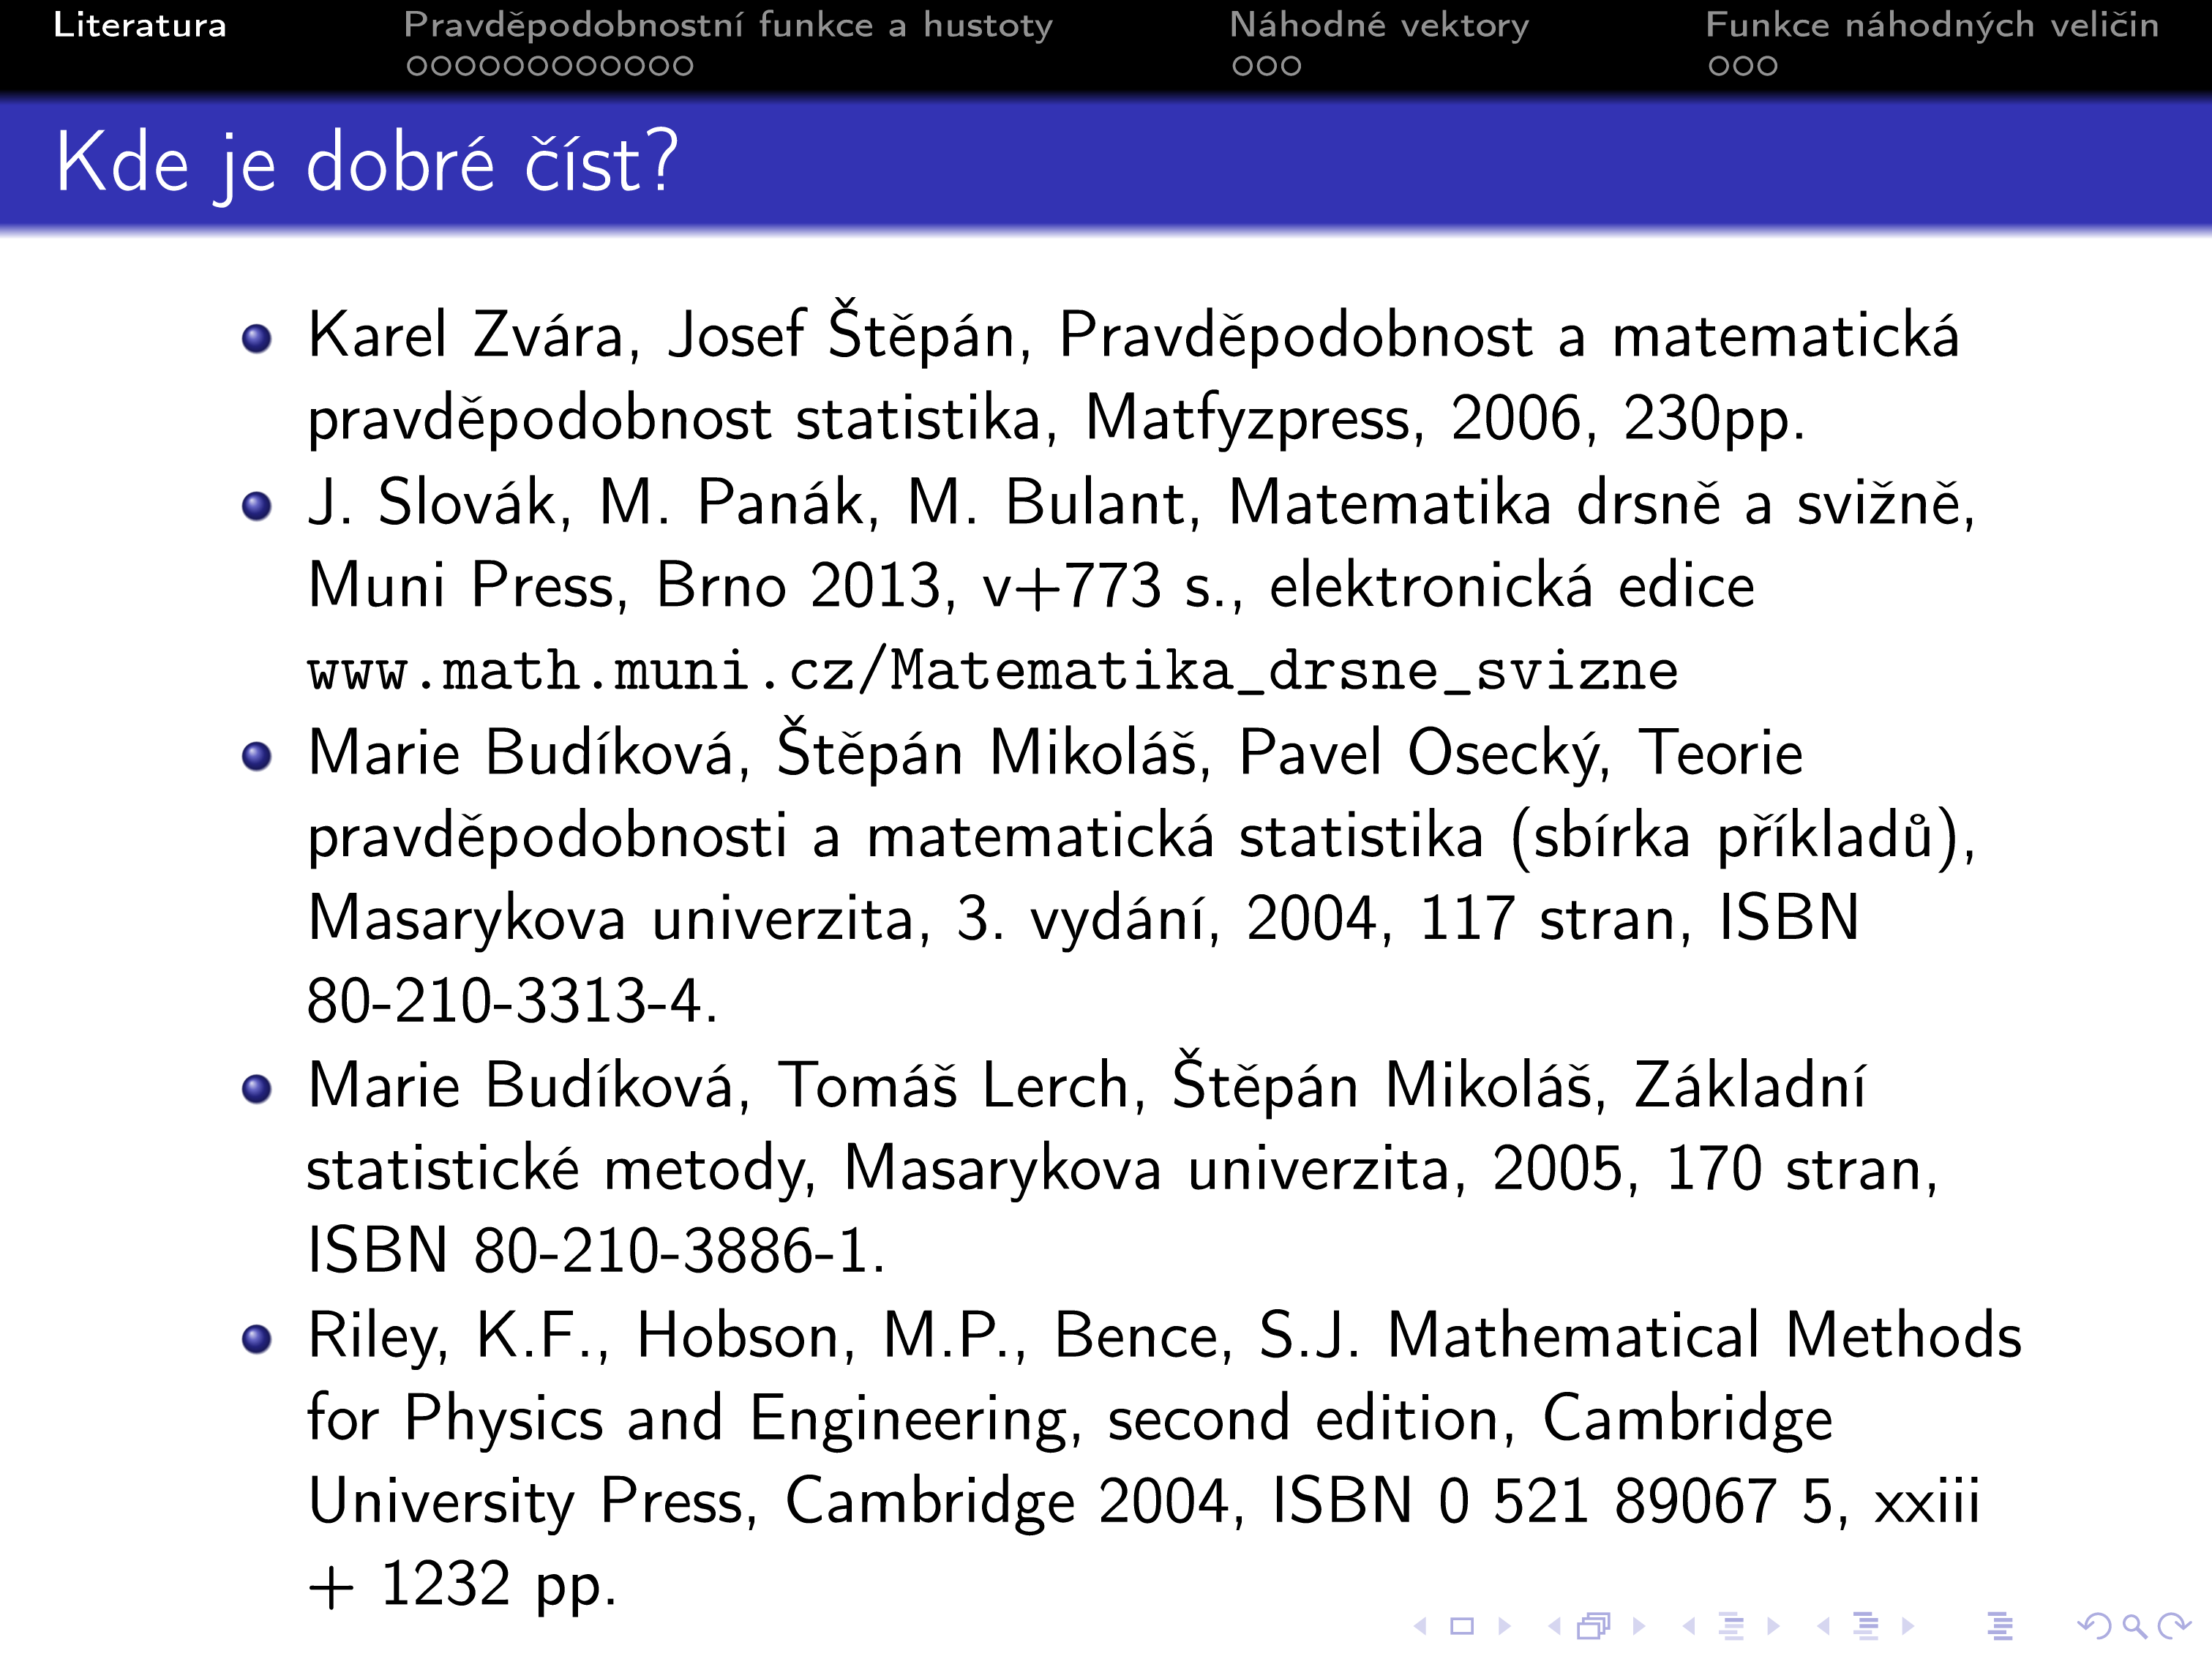 Literatura Pravděpodobnostní funkce a hustoty Náhodné vektory Funkce náhodných veličin
Kde je dobré číst?
Karel Zvára, Josef Štěpán, Pravděpodobnost a matematická
pravděpodobnost statistika, Matfyzpress, 2006, 230pp.
J. Slovák, M. Panák, M. Bulant, Matematika drsně a svižně,
Muni Press, Brno 2013, v+773 s., elektronická edice
www.math.muni.cz/Matematika_drsne_svizne
Marie Budíková, Štěpán Mikoláš, Pavel Osecký, Teorie
pravděpodobnosti a matematická statistika (sbírka příkladů),
Masarykova univerzita, 3. vydání, 2004, 117 stran, ISBN
80-210-3313-4.
Marie Budíková, Tomáš Lerch, Štěpán Mikoláš, Základní
statistické metody, Masarykova univerzita, 2005, 170 stran,
ISBN 80-210-3886-1.
Riley, K.F., Hobson, M.P., Bence, S.J. Mathematical Methods
for Physics and Engineering, second edition, Cambridge
University Press, Cambridge 2004, ISBN 0 521 89067 5, xxiii
+ 1232 pp.